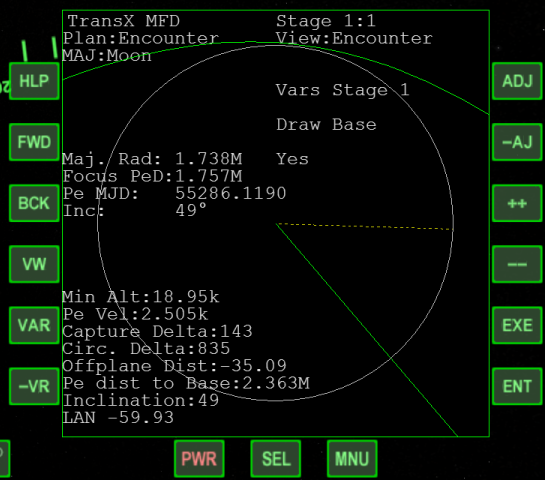 TransX MFD Stage 1:1
Plan:Encounter View:Encounter
MAJ:Moon
HLP
ADJ
Vars Stage 1
Draw Base
FWD
-AJ
Maj. Rad: 1.738M Yes
Focus PeD:1.757M
Pe MJD: 55286.1190
BCK
++
Inc: 49°
VW
--
Min Alt:18.95k
Pe Vel:2.505k
VAR
EXE
Capture Delta:143
Circ. Delta:835
Offplane Dist:-35.09
Pe dist to Base:2.363M
-VR
ENT
Inclination:49
LAN -59.93
PWR SEL MNU